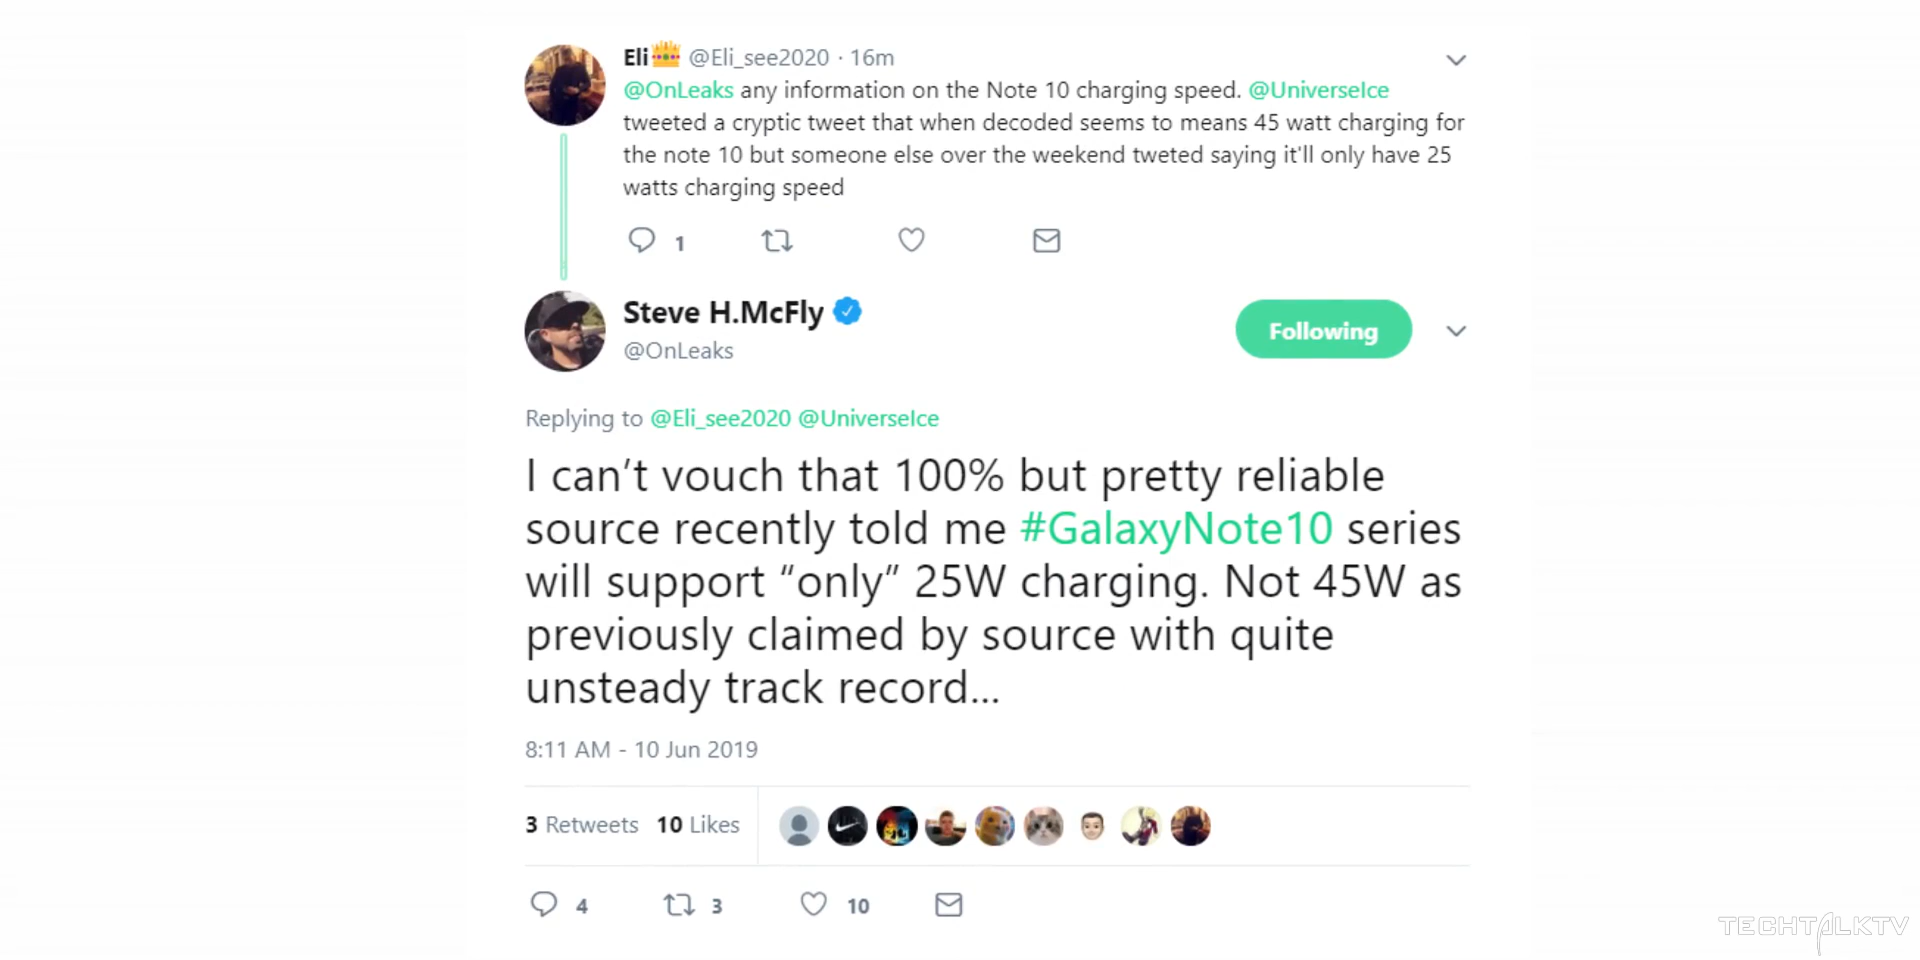 Eli👑 @Eli_see2020 · 16m
@OnLeaks any information on the Note 10 charging speed. @UniverseIce
tweeted a cryptic tweet that when decoded seems to means 45 watt charging for
the note 10 but someone else over the weekend tweted saying it'll only have 25
watts charging speed
1
Steve H.McFly
@OnLeaks
Following
Replying to @Eli_see2020 @UniverseIce
I can’t vouch that 100% but pretty reliable
source recently told me #GalaxyNote10 series
will support “only” 25W charging. Not 45W as
previously claimed by source with quite
unsteady track record...
8:11 AM - 10 Jun 2019
3 Retweets 10 Likes
4 3 10
TECHTALKTV